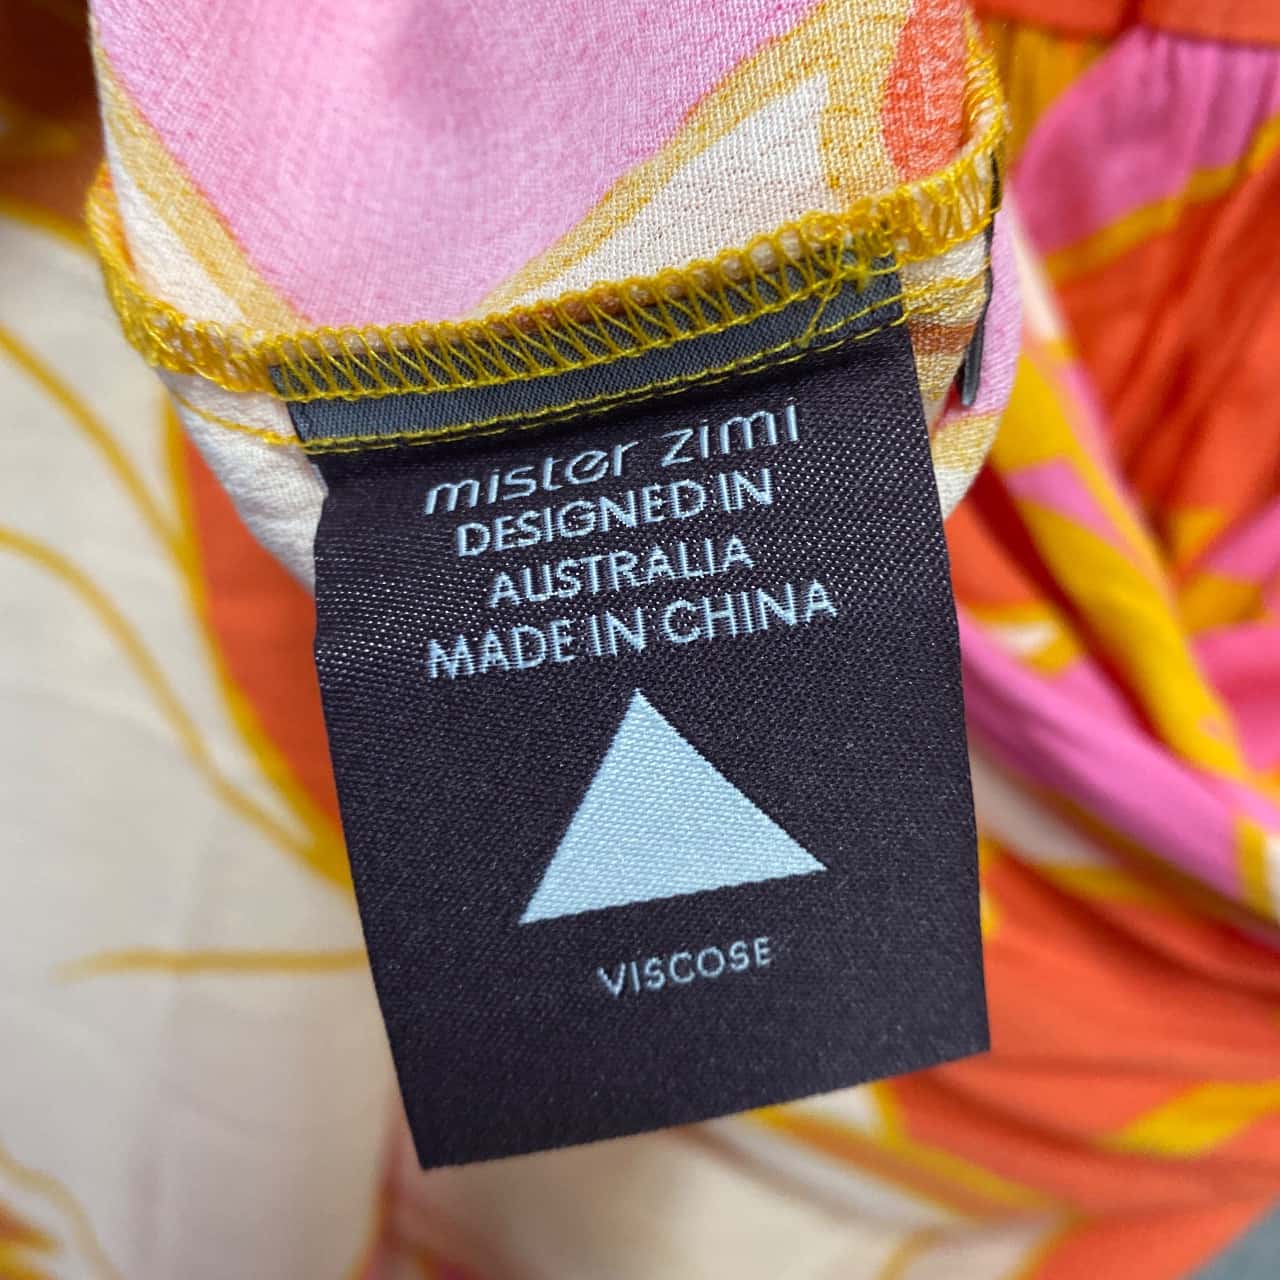 mister zimi
DESIGNED IN
AUSTRALIA
MADE IN CHINA
VISCOSE